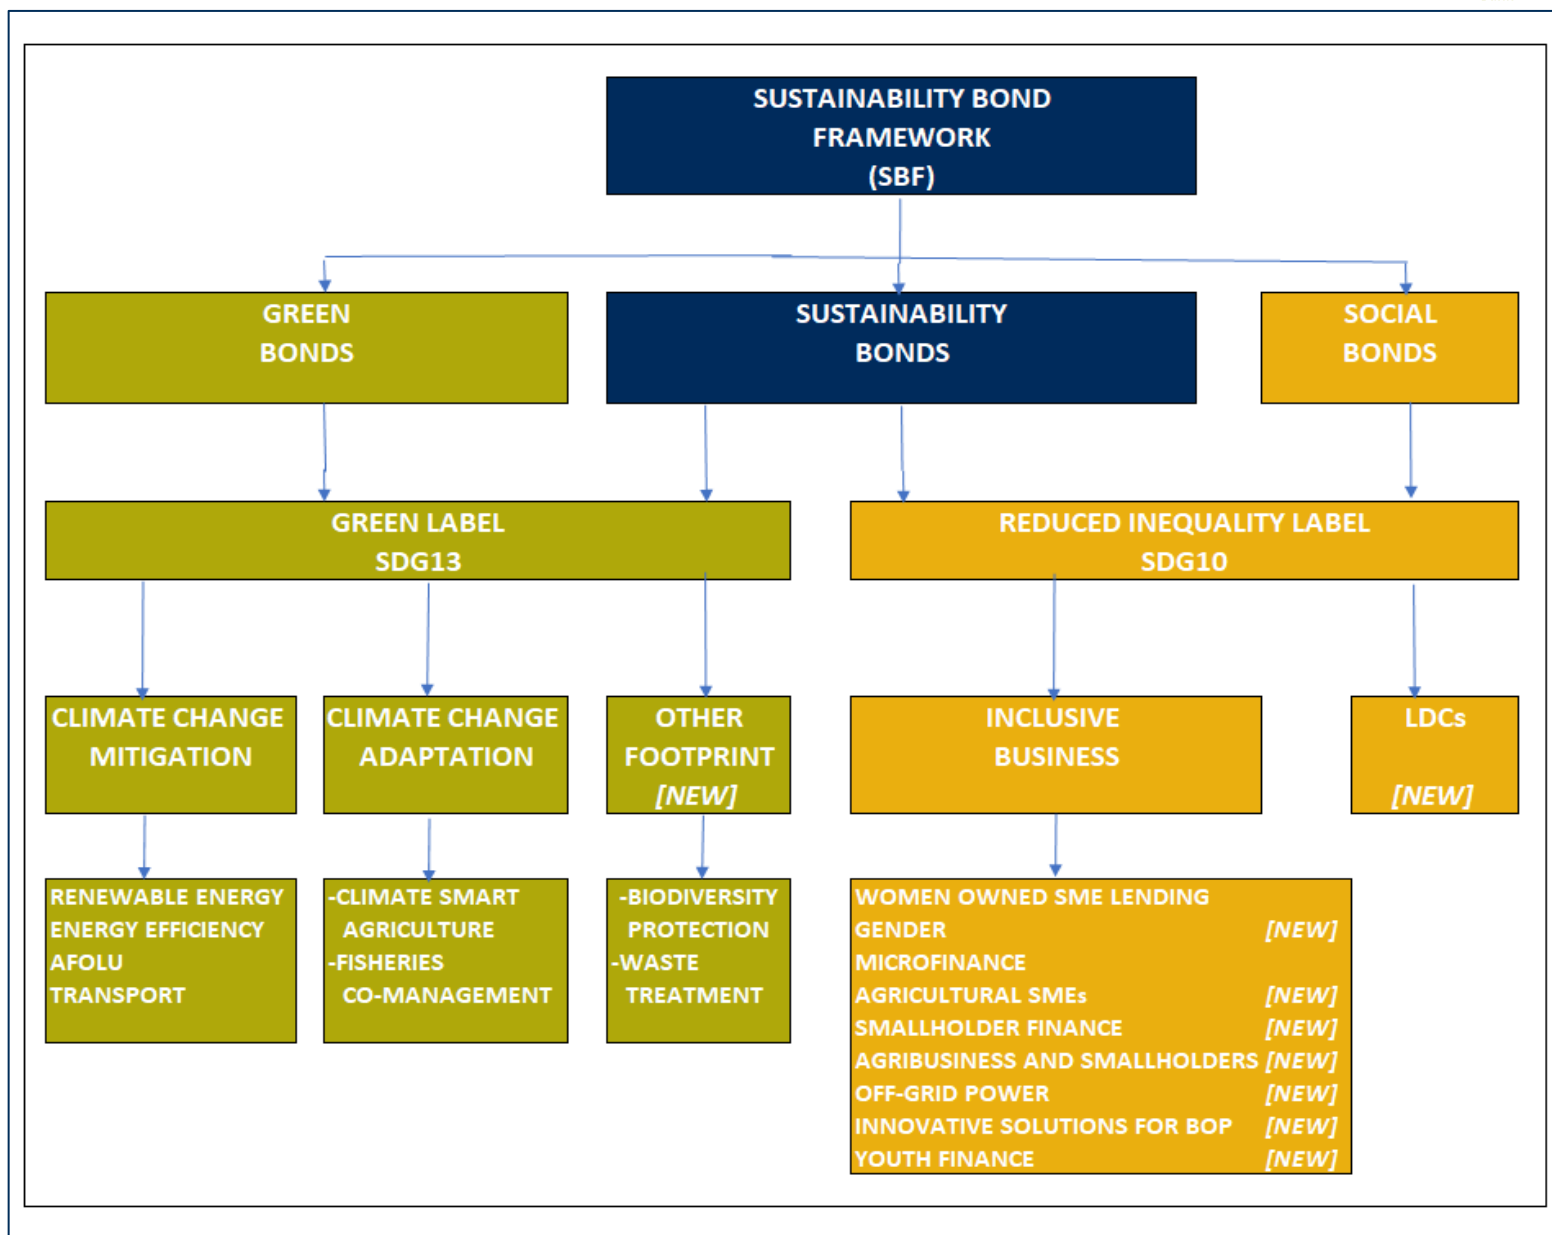 SUSTAINABILITY BOND
FRAMEWORK
(SBF)
GREEN
BONDS
SUSTAINABILITY
BONDS
SOCIAL
BONDS
GREEN LABEL
SDG13
REDUCED INEQUALITY LABEL
SDG10
CLIMATE CHANGE
MITIGATION
CLIMATE CHANGE
ADAPTATION
OTHER
FOOTPRINT
[NEW]
INCLUSIVE
BUSINESS
LDCs
[NEW]
RENEWABLE ENERGY
ENERGY EFFICIENCY
AFOLU
TRANSPORT
-CLIMATE SMART
AGRICULTURE
-FISHERIES
CO-MANAGEMENT
-BIODIVERSITY
PROTECTION
-WASTE
TREATMENT
WOMEN OWNED SME LENDING
GENDER [NEW]
MICROFINANCE
AGRICULTURAL SMEs [NEW]
SMALLHOLDER FINANCE [NEW]
AGRIBUSINESS AND SMALLHOLDERS [NEW]
OFF-GRID POWER [NEW]
INNOVATIVE SOLUTIONS FOR BOP [NEW]
YOUTH FINANCE [NEW]